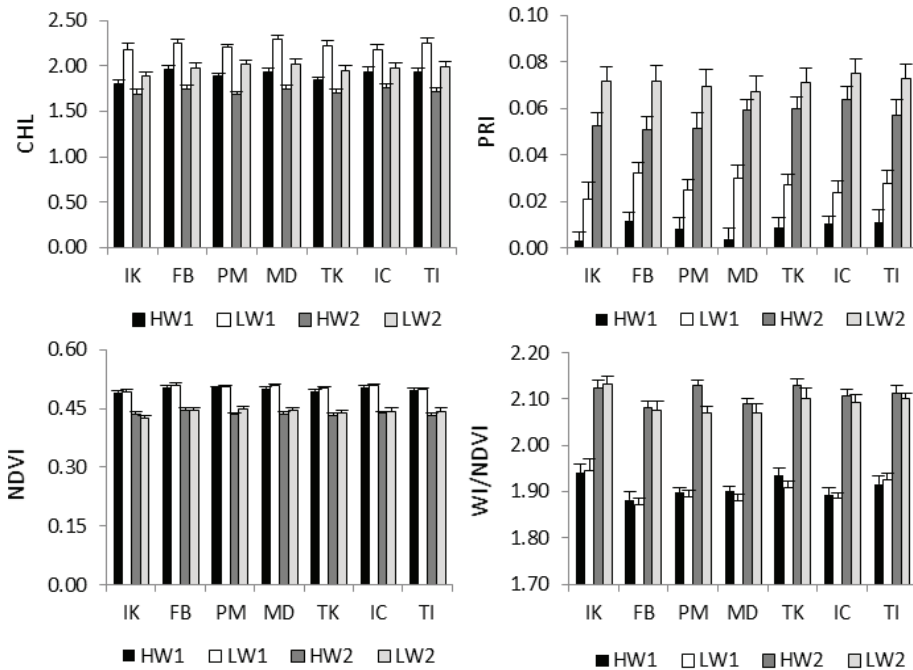 2.50
2.00
1.50
1.00
0.50
0.00
CHL
IK FB PM MD TK IC TI
HW1 LW1 HW2 LW2
0.10
0.08
0.06
0.04
0.02
0.00
PRI
IK FB PM MD TK IC TI
HW1 LW1 HW2 LW2
0.60
0.45
0.30
0.15
0.00
NDVI
IK FB PM MD TK IC TI
HW1 LW1 HW2 LW2
2.20
2.10
2.00
1.90
1.80
1.70
WI/NDVI
IK FB PM MD TK IC TI
HW1 LW1 HW2 LW2